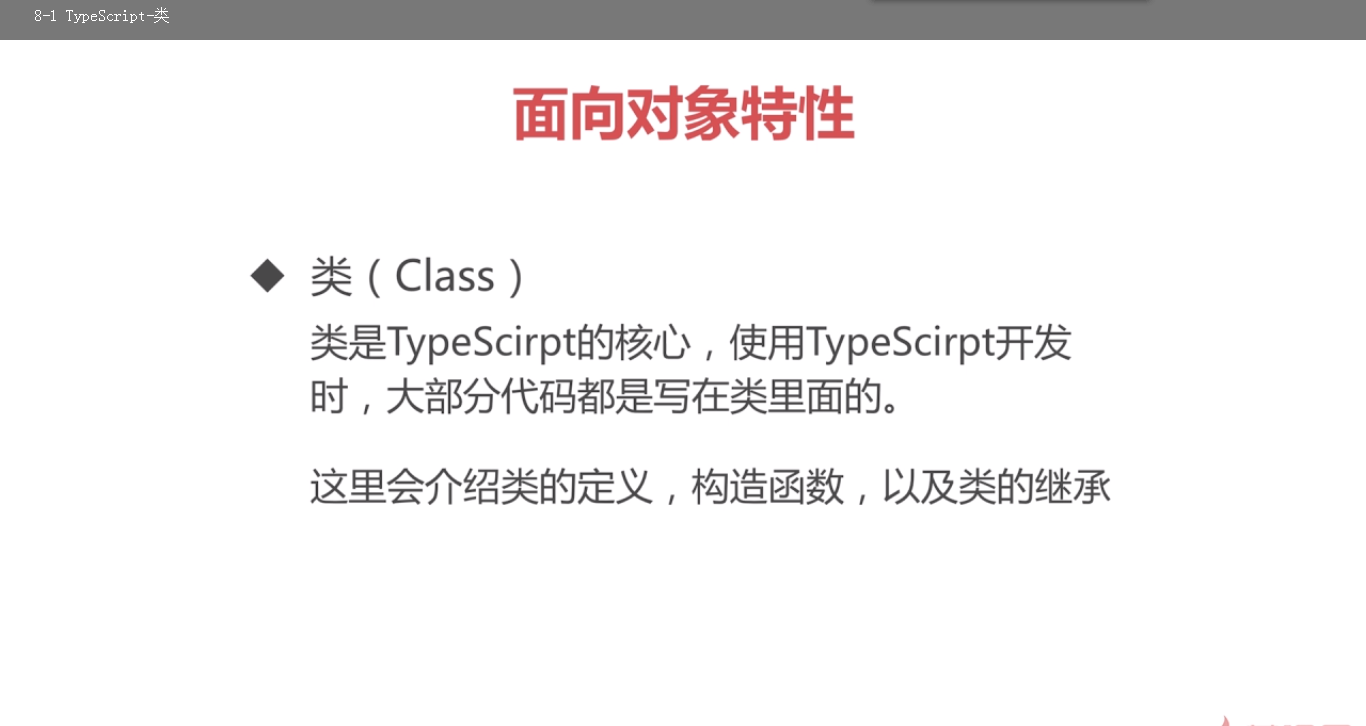 8-1 TypeScript-类
面向对象特性
◆ 类（Class）
类是TypeScirpt的核心，使用TypeScirpt开发
时，大部分代码都是写在类里面的。
这里会介绍类的定义，构造函数，以及类的继承